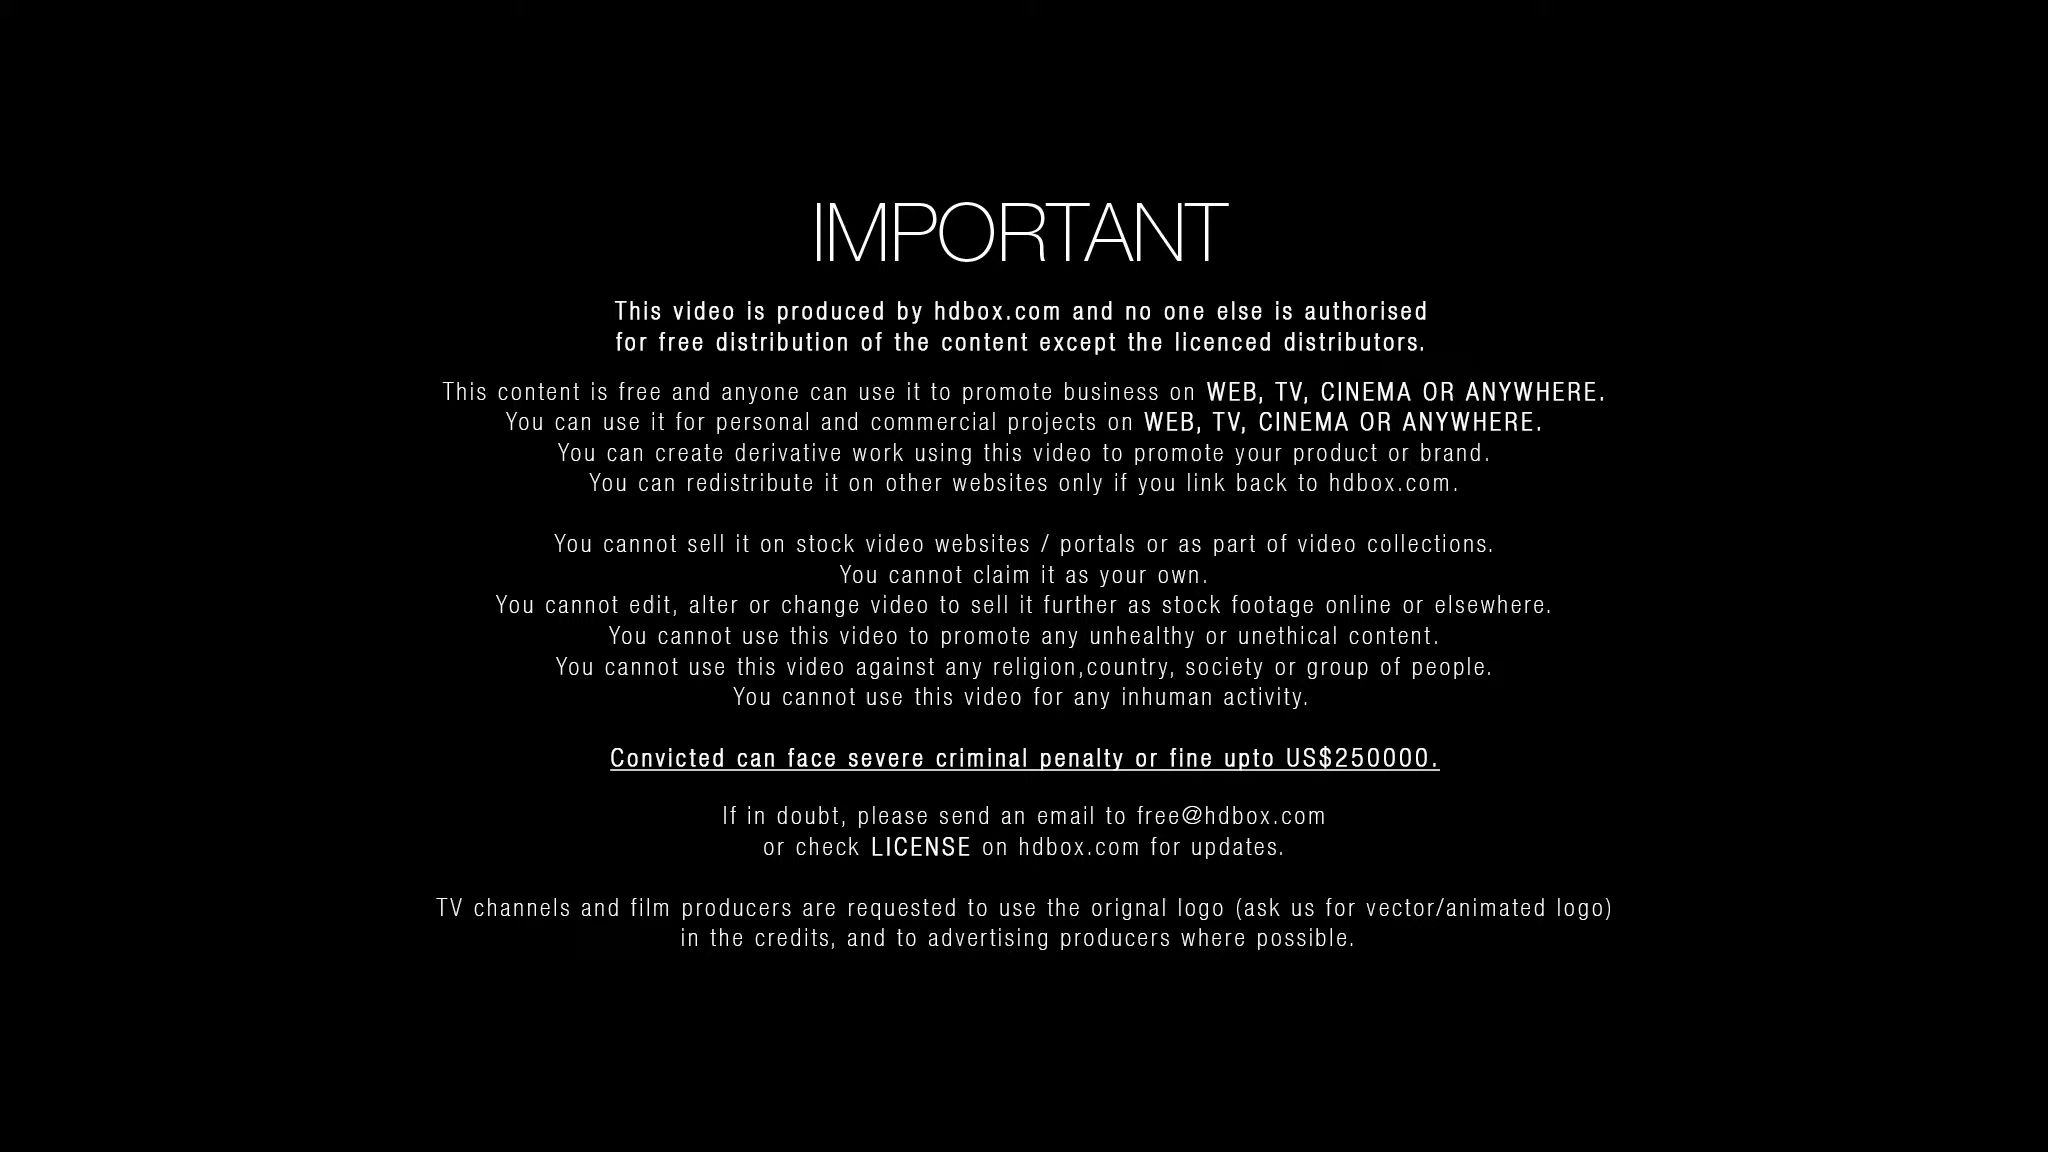 IMPORTANT
This video is produced by hdbox.com and no one else is authorised
for free distribution of the content except the licenced distributors.
This content is free and anyone can use it to promote business on WEB, TV, CINEMA OR ANYWHERE.
You can use it for personal and commercial projects on WEB, TV, CINEMA OR ANYWHERE.
You can create derivative work using this video to promote your product or brand.
You can redistribute it on other websites only if you link back to hdbox.com.
You cannot sell it on stock video websites / portals or as part of video collections.
You cannot claim it as your own.
You cannot edit, alter or change video to sell it further as stock footage online or elsewhere.
You cannot use this video to promote any unhealthy or unethical content.
You cannot use this video against any religion,country, society or group of people.
You cannot use this video for any inhuman activity.
Convicted can face severe criminal penalty or fine upto US$250000.
If in doubt, please send an email to free@hdbox.com
or check LICENSE on hdbox.com for updates.
TV channels and film producers are requested to use the orignal logo (ask us for vector/animated logo)
in the credits, and to advertising producers where possible.